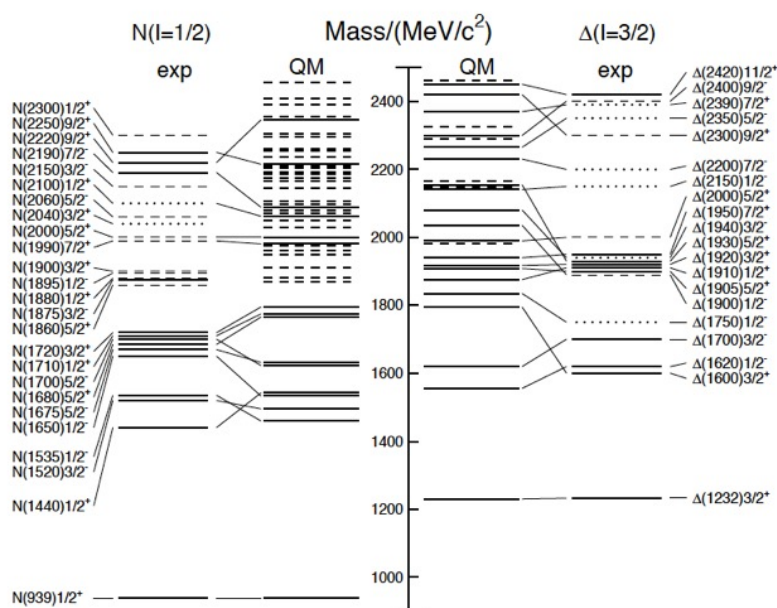 N(I=1/2) Mass/(MeV/c²) Δ(I=3/2)
exp QM QM exp
N(2300)1/2⁺
N(2250)9/2⁻
N(2220)9/2⁺
N(2190)7/2⁻
N(2150)3/2⁻
N(2100)1/2⁺
N(2060)5/2⁻
N(2040)3/2⁺
N(2000)5/2⁺
N(1990)7/2⁺
N(1900)3/2⁺
N(1895)1/2⁻
N(1880)1/2⁺
N(1875)3/2⁻
N(1860)5/2⁺
N(1720)3/2⁺
N(1710)1/2⁺
N(1700)5/2⁻
N(1680)5/2⁺
N(1675)5/2⁻
N(1650)1/2⁻
N(1535)1/2⁻
N(1520)3/2⁻
N(1440)1/2⁺
N(939)1/2⁺
2400
2200
2000
1800
1600
1400
1200
1000
Δ(2420)11/2⁺
Δ(2400)9/2⁻
Δ(2390)7/2⁺
Δ(2350)5/2⁻
Δ(2300)9/2⁺
Δ(2200)7/2⁻
Δ(2150)1/2⁻
Δ(2000)5/2⁺
Δ(1950)7/2⁺
Δ(1940)3/2⁻
Δ(1930)5/2⁻
Δ(1920)3/2⁺
Δ(1910)1/2⁺
Δ(1905)5/2⁺
Δ(1900)1/2⁻
Δ(1750)1/2⁻
Δ(1700)3/2⁻
Δ(1620)1/2⁻
Δ(1600)3/2⁺
Δ(1232)3/2⁺